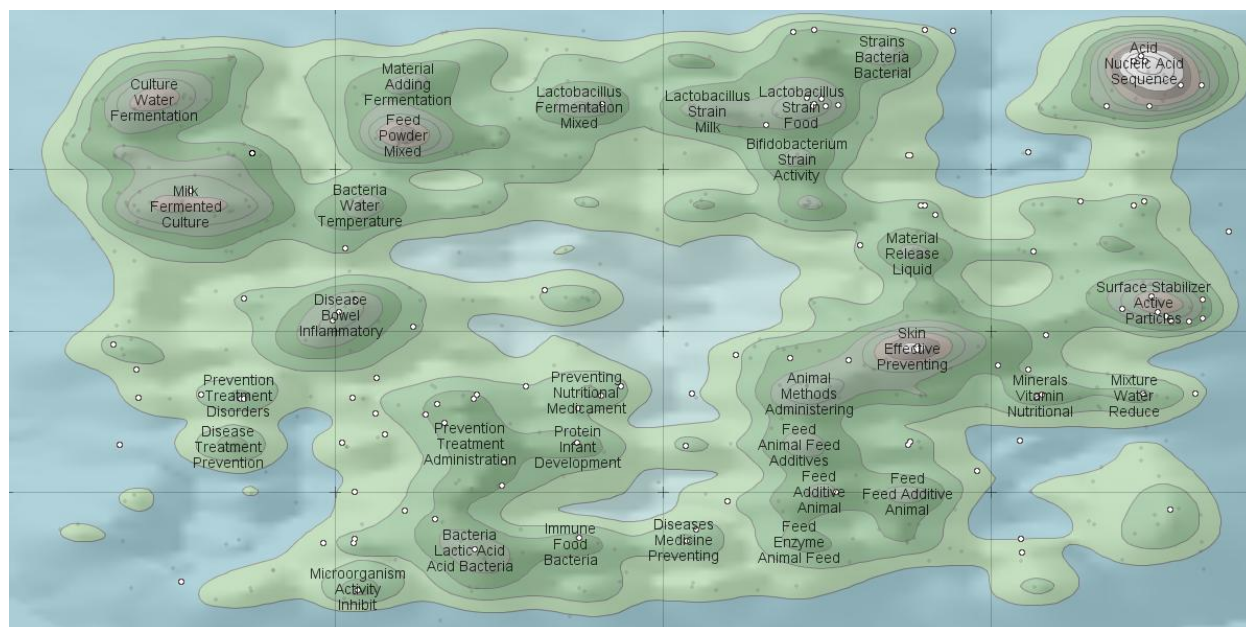 Strains
Bacteria
Bacterial
Acid
Nucleic Acid
Sequence
Culture
Water
Fermentation
Material
Adding
Fermentation
Feed
Powder
Mixed
Lactobacillus
Fermentation
Mixed
Lactobacillus
Strain
Milk
Lactobacillus
Strain
Food
Bifidobacterium
Strain
Activity
Milk
Fermented
Culture
Bacteria
Water
Temperature
Material
Release
Liquid
Disease
Bowel
Inflammatory
Surface Stabilizer
Active
Particles
Skin
Effective
Preventing
Prevention
Treatment
Disorders
Preventing
Nutritional
Medicament
Animal
Methods
Administering
Minerals
Vitamin
Nutritional
Mixture
Water
Reduce
Disease
Treatment
Prevention
Prevention
Treatment
Administration
Protein
Infant
Development
Feed
Animal Feed
Additives
Feed
Additive
Animal
Feed
Feed Additive
Animal
Bacteria
Lactic Acid
Acid Bacteria
Immune
Food
Bacteria
Diseases
Medicine
Preventing
Feed
Enzyme
Animal Feed
Microorganism
Activity
Inhibit